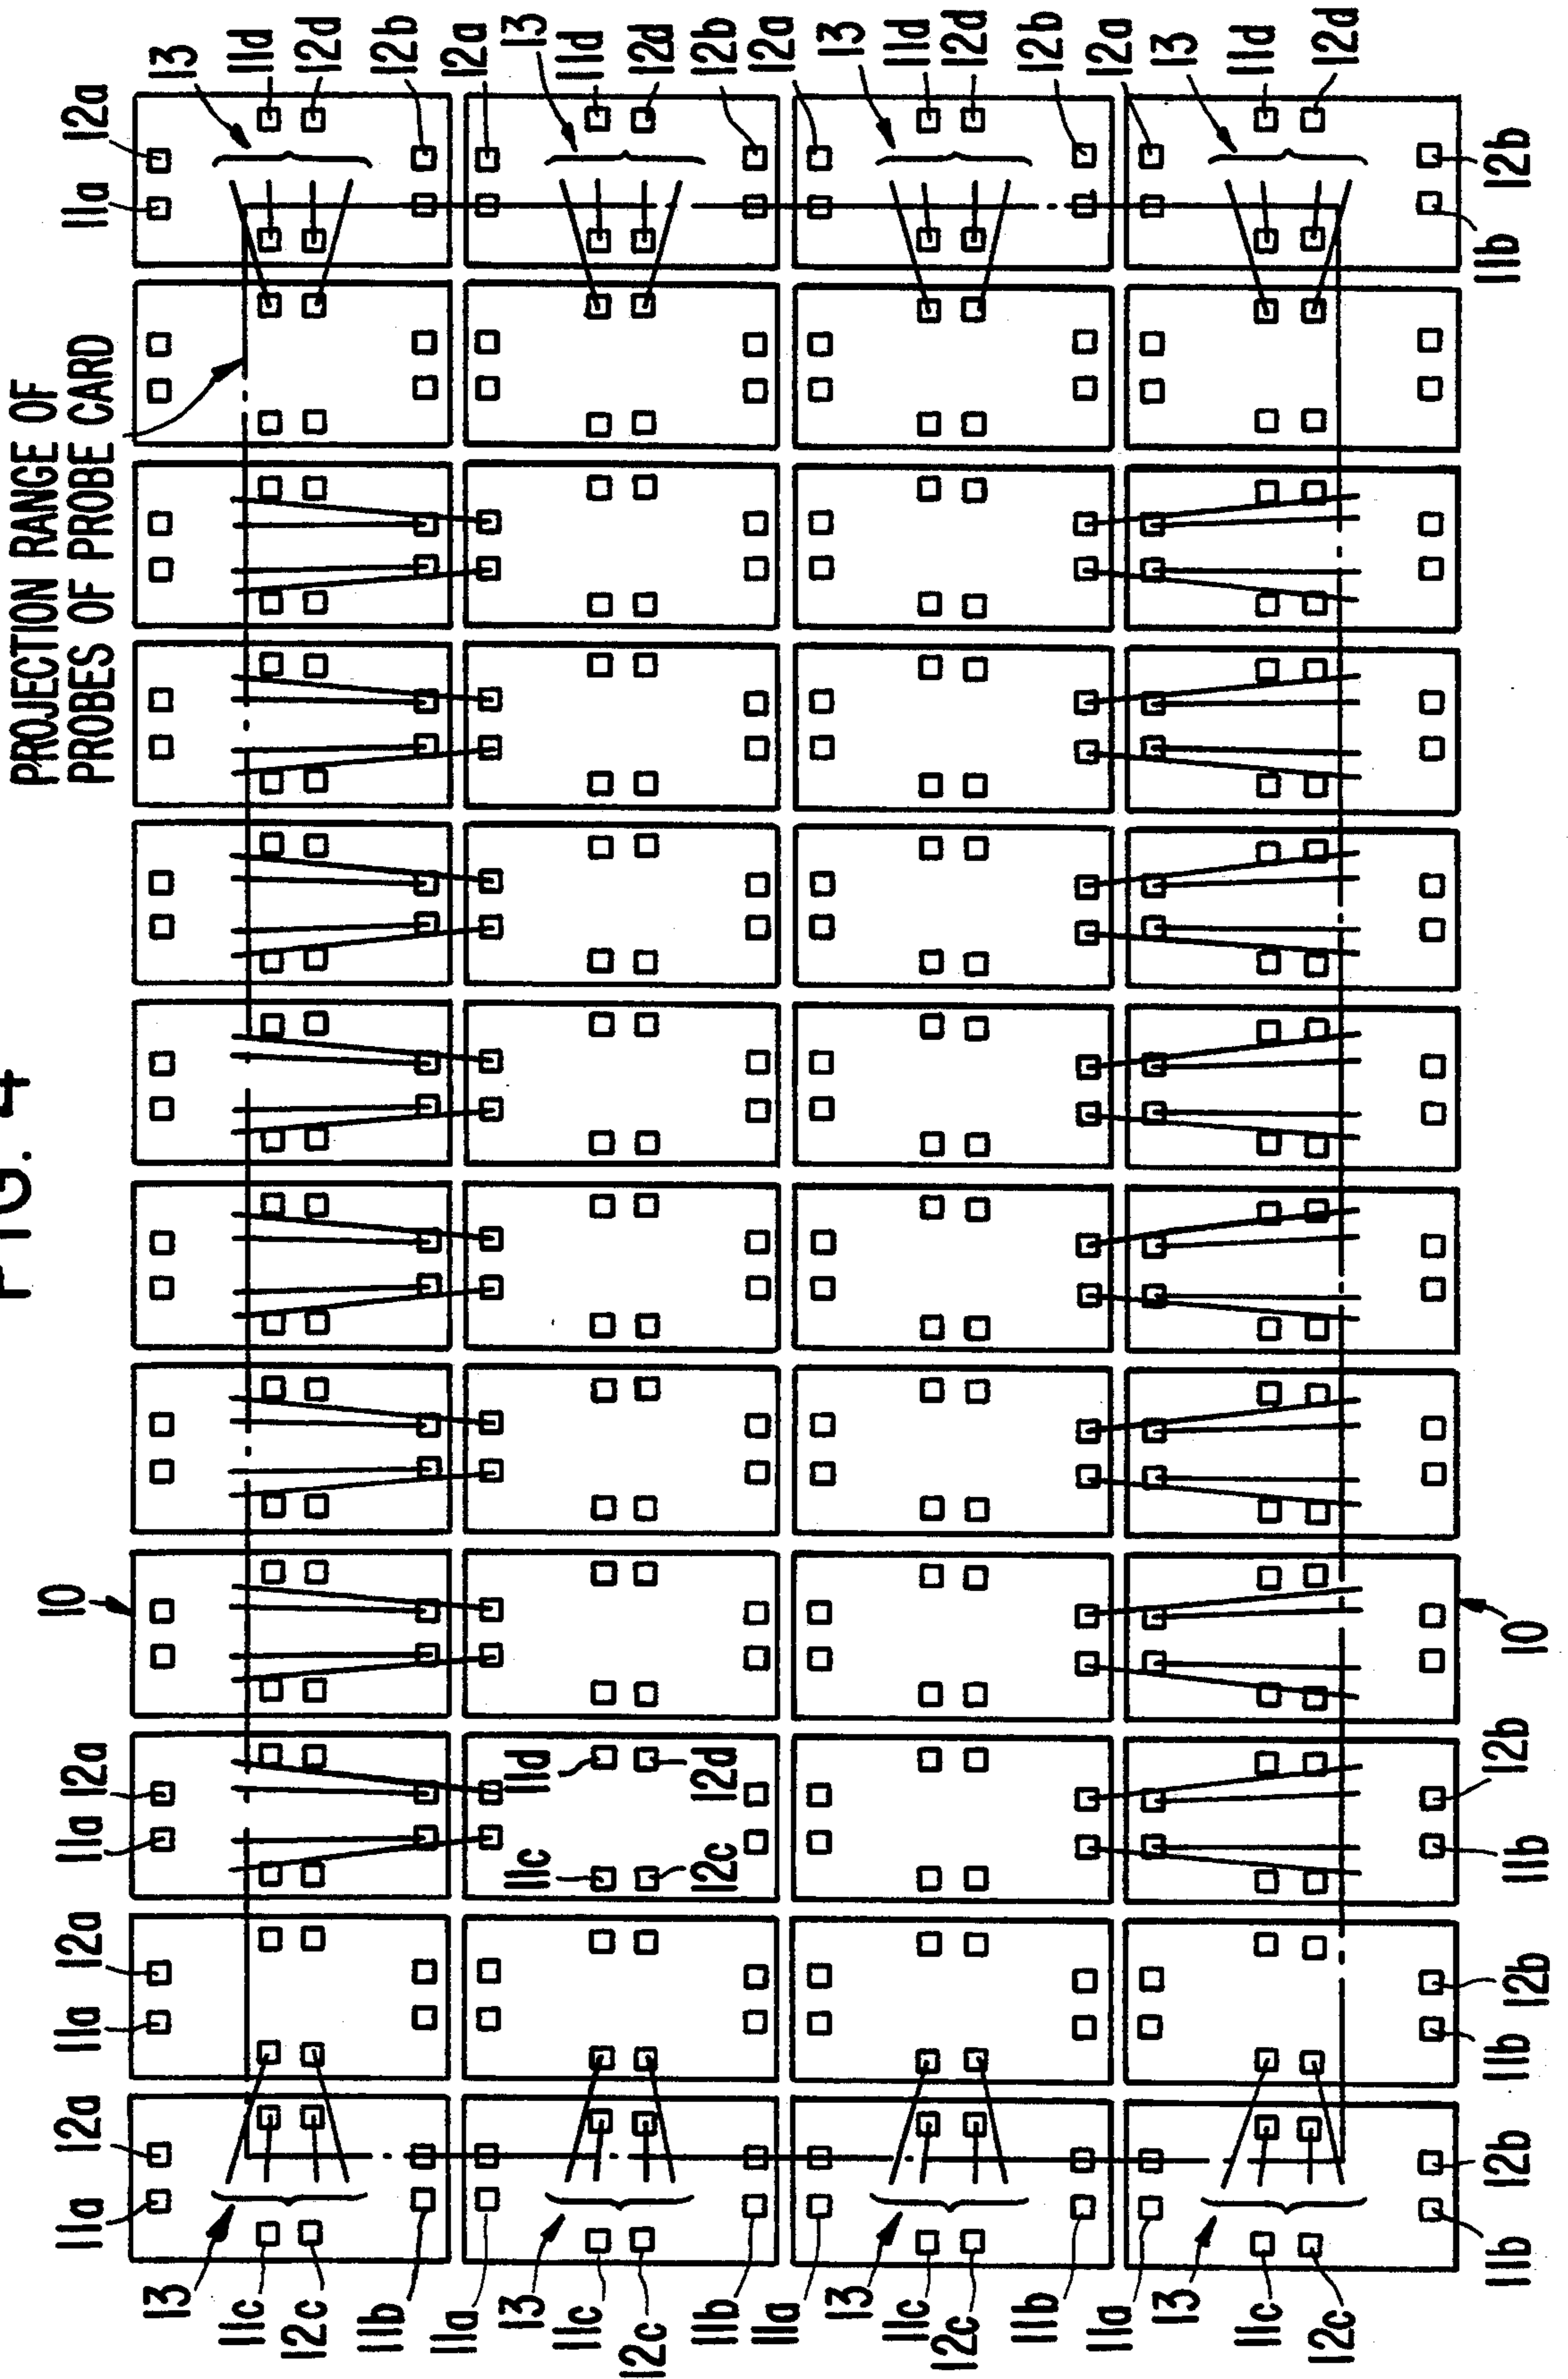 FIG. 4
PROJECTION RANGE OF
PROBES OF PROBE CARD
11a 12a 11a 12a 11a 12a 10 11a 12a
13
11c
12c
11b
11a
13
11c
12c
11b
11a
13
11c
12c
11b
11a
13
11c
12c
11c 11d
12c 12d
13
11d
12d
12b
12a
13
11d
12d
12b
12a
13
11d
12d
12b
12a
13
11d
12d
11b 12b 11b 12b 11b 12b 10 11b 12b